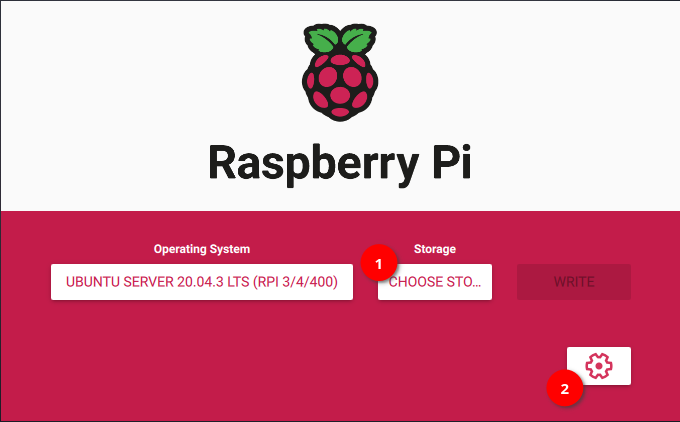 Raspberry Pi
Operating System
Storage
1
UBUNTU SERVER 20.04.3 LTS (RPI 3/4/400)
CHOOSE STO...
WRITE
2